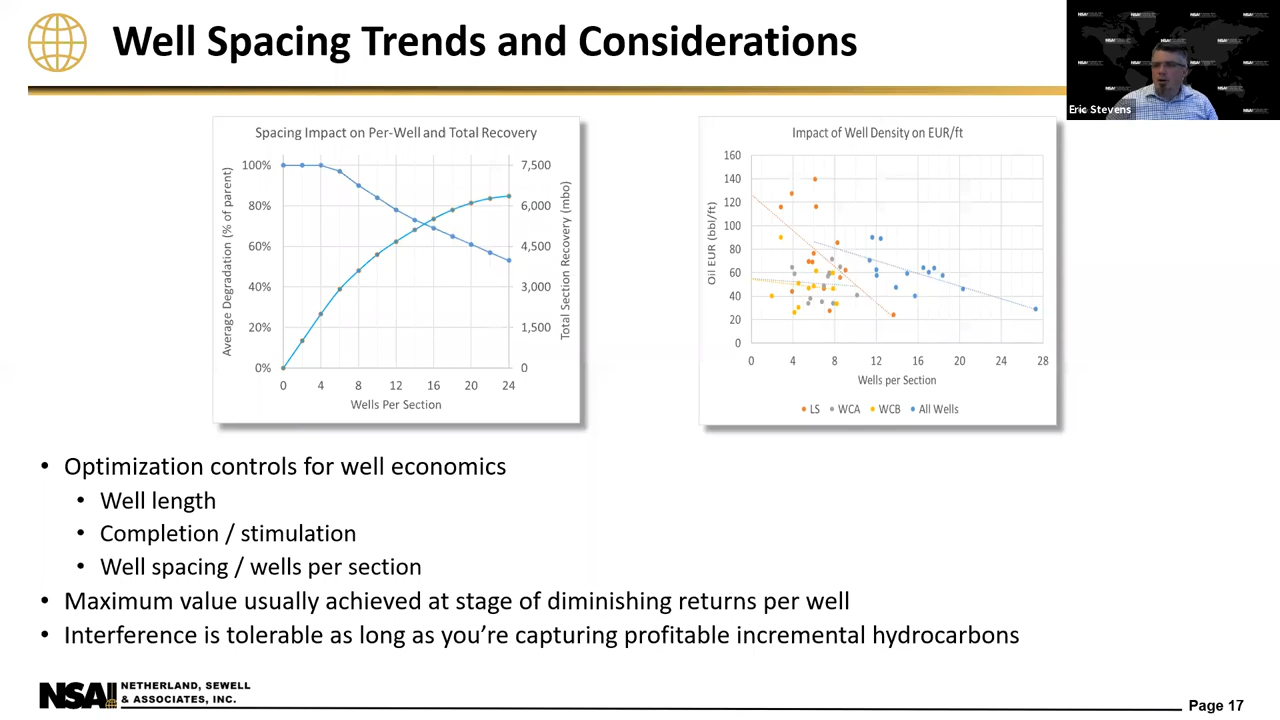 Well Spacing Trends and Considerations
Eric Stevens
Spacing Impact on Per-Well and Total Recovery
Average Degradation (% of parent)
100%
80%
60%
40%
20%
0%
7,500
6,000
4,500
3,000
1,500
0
Total Section Recovery (mbo)
0 4 8 12 16 20 24
Wells Per Section
Impact of Well Density on EUR/ft
Oil EUR (bbl/ft)
160
140
120
100
80
60
40
20
0
0 4 8 12 16 20 24 28
Wells per Section
LS WCA WCB All Wells
• Optimization controls for well economics
• Well length
• Completion / stimulation
• Well spacing / wells per section
• Maximum value usually achieved at stage of diminishing returns per well
• Interference is tolerable as long as you’re capturing profitable incremental hydrocarbons
NSAI NETHERLAND, SEWELL
& ASSOCIATES, INC.
Page 17